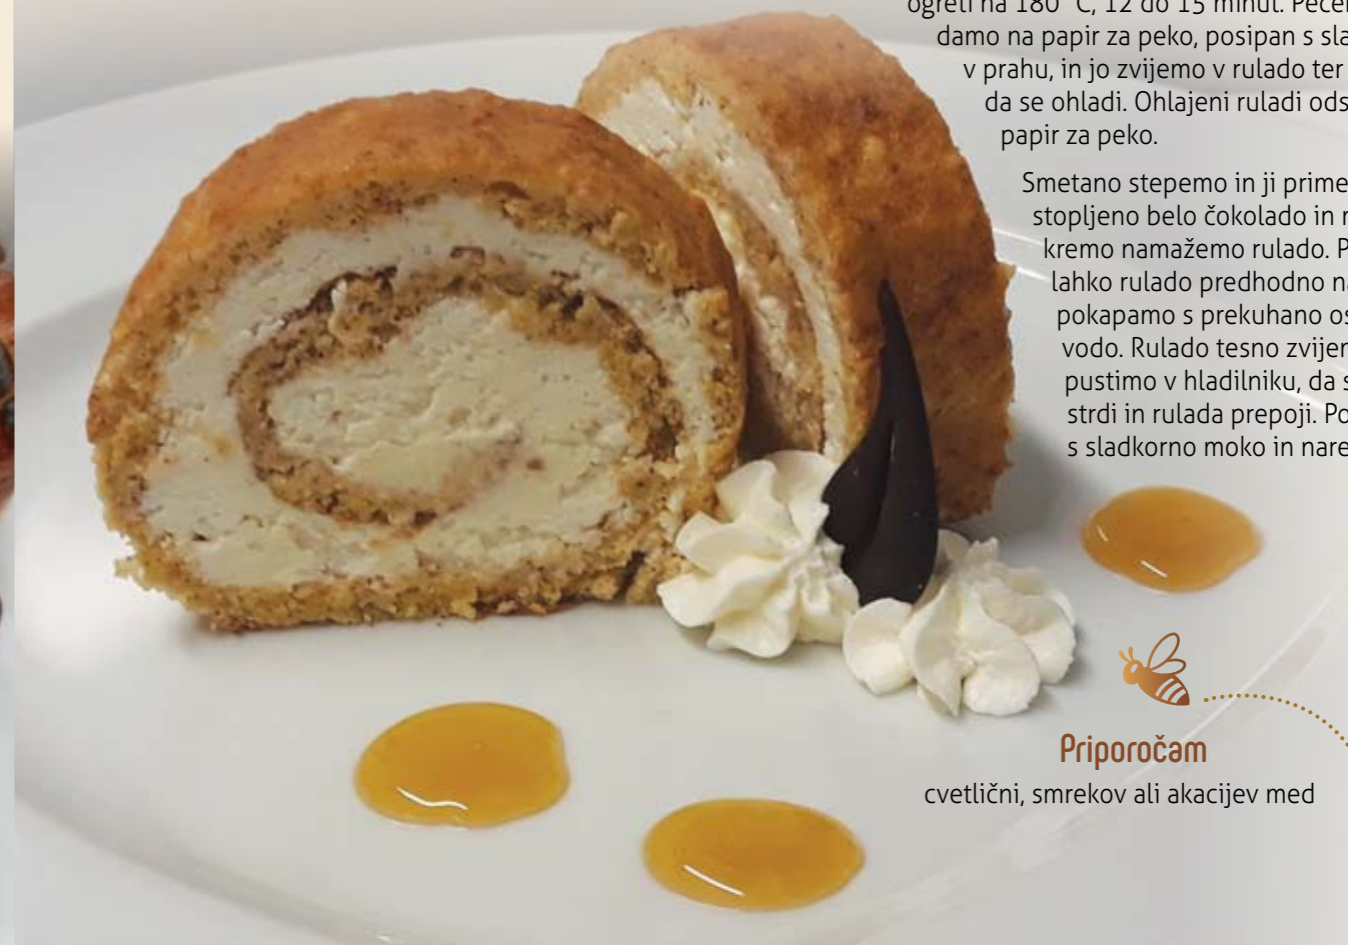 ogreti na 180 °C, 12 do 15 minut.
damo na papir za peko, posipan s
v prahu, in jo zvijemo v rulado ter
da se ohladi. Ohlajeni ruladi
papir za peko.
Smetano stepemo in ji
stopljeno belo čokolado in
kremo namažemo rulado.
lahko rulado predhodno
pokapamo s prekuhano
vodo. Rulado tesno
pustimo v hladilniku, da
strdi in rulada prepoji.
s sladkorno moko in
Priporočam
cvetlični, smrekov ali akacijev med